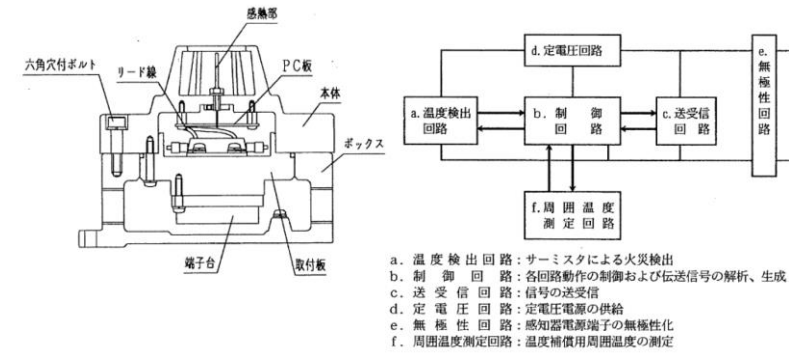 感熱部
六角穴付ボルト
リード線
PC板
本体
ボックス
端子台
取付板
d.定電圧回路
a.温度検出
回路
b.制御
回路
c.送受信
回路
e.無極性回路
f.周囲温度
測定回路
a.温度検出回路:サーミスタによる火災検出
b.制御回路:各回路動作の制御および伝送信号の解析、生成
c.送受信回路:信号の送受信
d.定電圧回路:定電圧電源の供給
e.無極性回路:感知器電源端子の無極性化
f.周囲温度測定回路:温度補償用周囲温度の測定